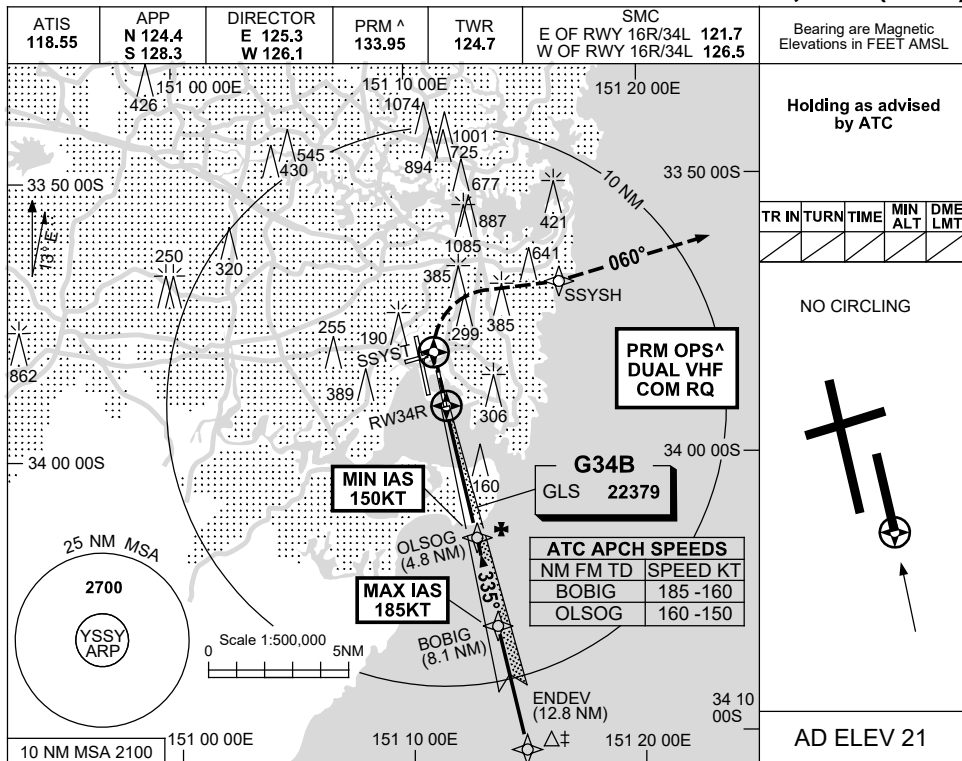 ATIS
118.55
APP
N 124.4
S 128.3
DIRECTOR
E 125.3
W 126.1
PRM ^
133.95
TWR
124.7
SMC
E OF RWY 16R/34L 121.7
W OF RWY 16R/34L 126.5
Bearing are Magnetic
Elevations in FEET AMSL
426
151 00 00E
151 10 00E
151 20 00E
1074
1001
545
430
894
725
677
10 NM
33 50 00S
33 50 00S
13° E
887
421
250
320
1085
641
060°
385
SSYSH
385
299
255
190
SSYST
862
389
306
RW34R
PRM OPS^
DUAL VHF
COM RQ
34 00 00S
34 00 00S
160
MIN IAS
150KT
G34B
GLS 22379
OLSOG
(4.8 NM)
25 NM MSA
2700
YSSY
ARP
335°
ATC APCH SPEEDS
NM FM TD SPEED KT
BOBIG 185 -160
OLSOG 160 -150
MAX IAS
185KT
BOBIG
(8.1 NM)
Scale 1:500,000
0 5NM
ENDEV
(12.8 NM)
34 10
00S
10 NM MSA 2100
151 00 00E
151 10 00E
151 20 00E
Δ‡
Holding as advised
by ATC
TR IN TURN TIME MIN ALT DME LMT
NO CIRCLING
AD ELEV 21